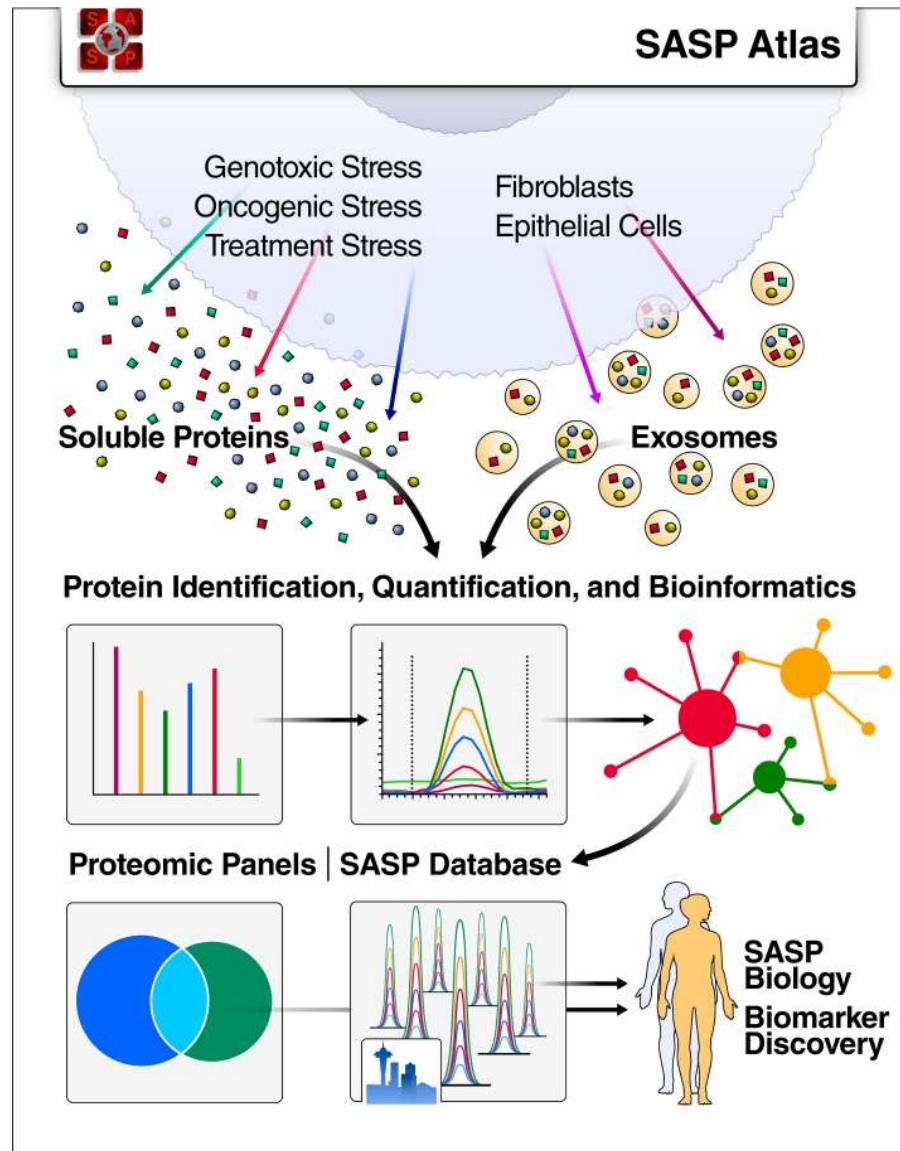 S A
S P
SASP Atlas
Genotoxic Stress
Oncogenic Stress
Treatment Stress
Fibroblasts
Epithelial Cells
Soluble Proteins
Exosomes
Protein Identification, Quantification, and Bioinformatics
Proteomic Panels | SASP Database
SASP
Biology
Biomarker
Discovery